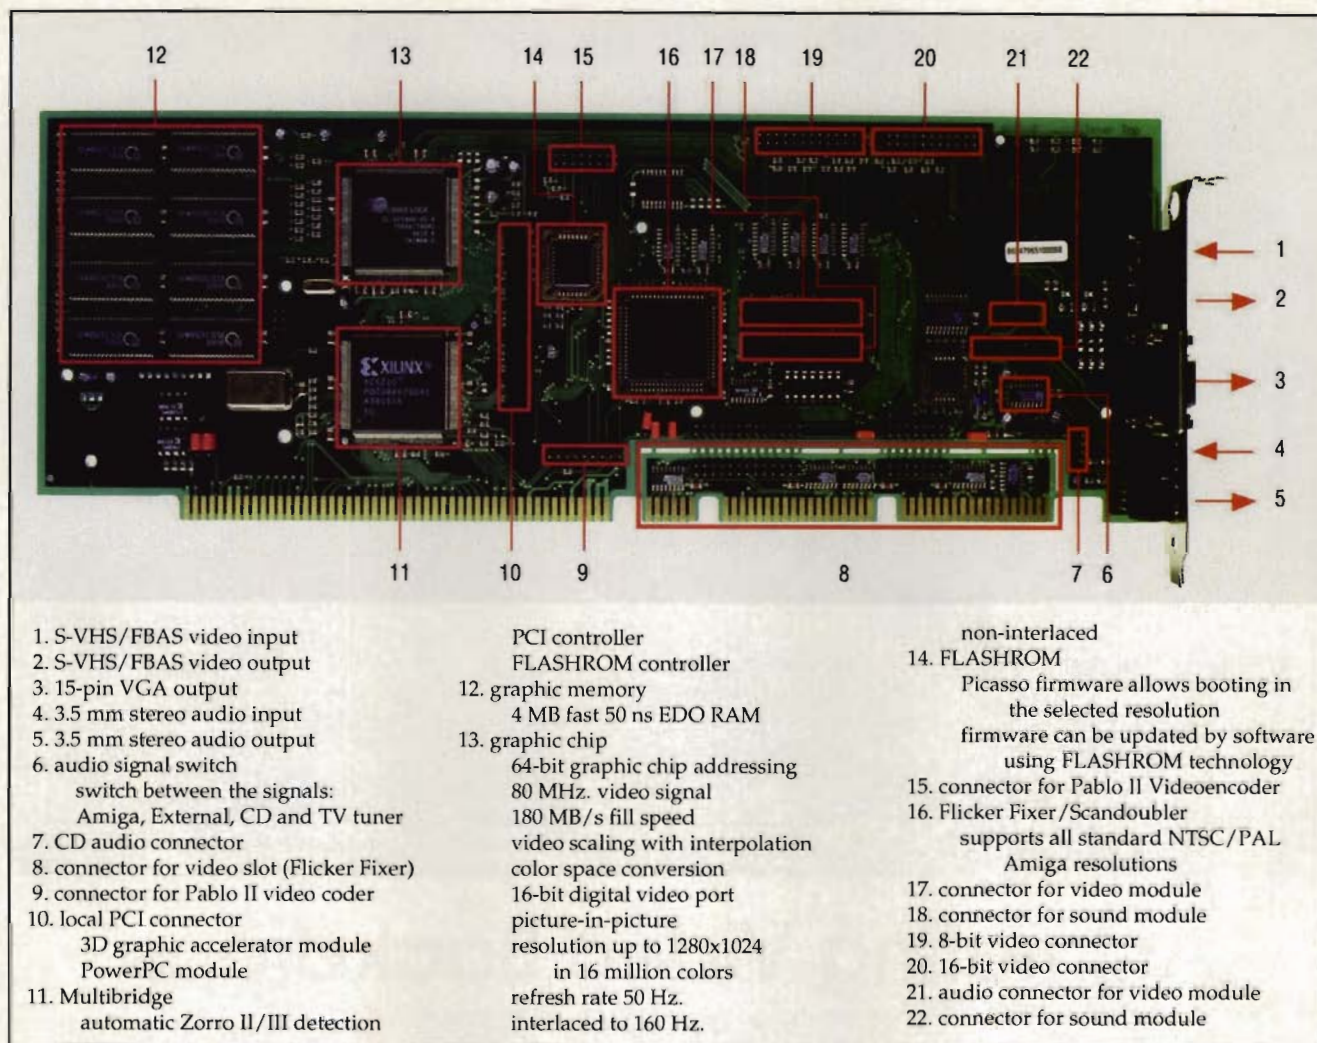 12
13
14
15
16
17
18
19
20
21
22
XILINX
1
2
3
4
5
11
10
9
8
7
6
1. S-VHS/FBAS video input
2. S-VHS/FBAS video output
3. 15-pin VGA output
4. 3.5 mm stereo audio input
5. 3.5 mm stereo audio output
6. audio signal switch
switch between the signals:
Amiga, External, CD and TV tuner
7. CD audio connector
8. connector for video slot (Flicker Fixer)
9. connector for Pablo II video coder
10. local PCI connector
3D graphic accelerator module
PowerPC module
11. Multibridge
automatic Zorro II/III detection
PCI controller
FLASHROM controller
12. graphic memory
4 MB fast 50 ns EDO RAM
13. graphic chip
64-bit graphic chip addressing
80 MHz. video signal
180 MB/s fill speed
video scaling with interpolation
color space conversion
16-bit digital video port
picture-in-picture
resolution up to 1280x1024
in 16 million colors
refresh rate 50 Hz.
interlaced to 160 Hz.
non-interlaced
14. FLASHROM
Picasso firmware allows booting in
the selected resolution
firmware can be updated by software
using FLASHROM technology
15. connector for Pablo II Videoencoder
16. Flicker Fixer/Scandoubler
supports all standard NTSC/PAL
Amiga resolutions
17. connector for video module
18. connector for sound module
19. 8-bit video connector
20. 16-bit video connector
21. audio connector for video module
22. connector for sound module